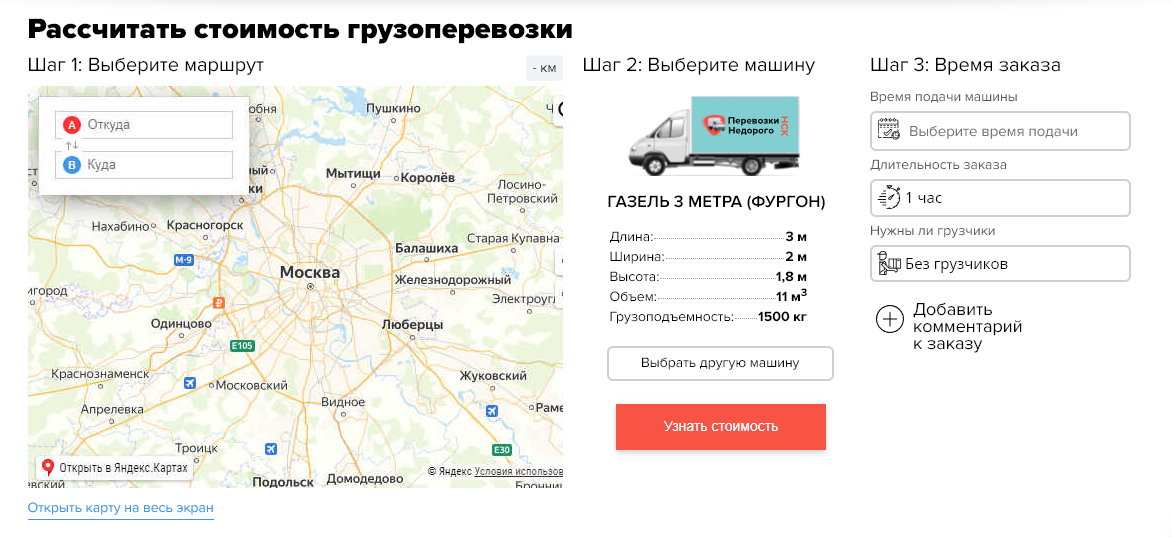 Рассчитать стоимость грузоперевозки
Шаг 1: Выберите маршрут
- км
A Откуда
B Куда
Пушкино
Мытищи
Королёв
Лосино-
Петровский
Нахабино
Красногорск
Старая Купавна
Балашиха
М-9
Москва
Железнодорожный
Одинцово
Люберцы
E105
Краснознаменск
Московский
Жуковский
Апрелевка
Видное
Троицк
E30
Открыть в Яндекс.Картах
© Яндекс Условия использов
Подольск
Домодедово
Открыть карту на весь экран
Шаг 2: Выберите машину
Перевозки
Недорого
НСК
ГАЗЕЛЬ 3 МЕТРА (ФУРГОН)
Длина: 3 м
Ширина: 2 м
Высота: 1,8 м
Объем: 11 м³
Грузоподъемность: 1500 кг
Выбрать другую машину
Узнать стоимость
Шаг 3: Время заказа
Время подачи машины
Выберите время подачи
Длительность заказа
1 час
Нужны ли грузчики
Без грузчиков
Добавить
комментарий
к заказу